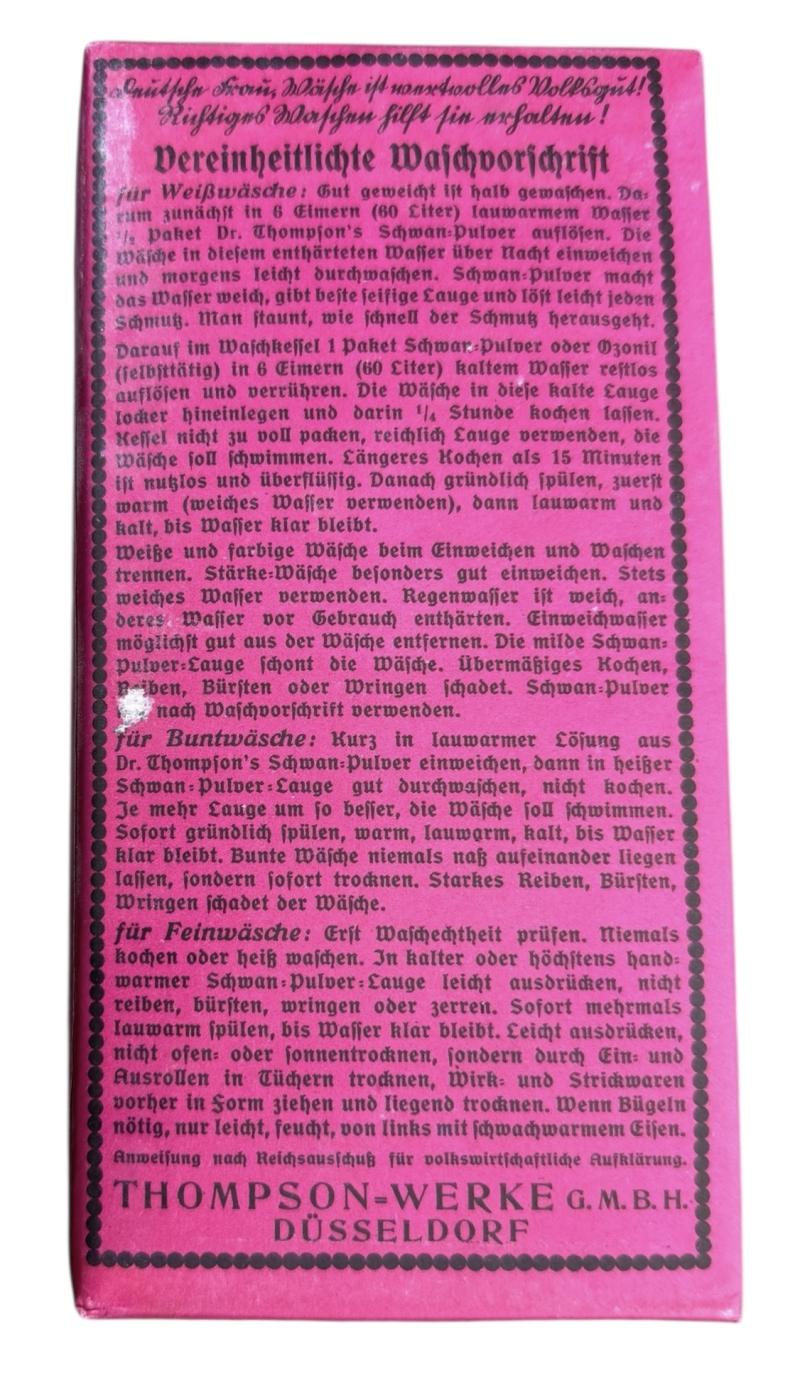 Deutsche Frau, Wäsche ist wertvolles Volksgut!
Richtiges Waschen hilft sie erhalten!
Vereinheitlichte Waschvorschrift
für Weißwäsche: Gut geweicht ist halb gewaschen. Da-
rum zunächst in 6 Eimern (60 Liter) lauwarmem Wasser
½ Paket Dr. Thompson's Schwan-Pulver auflösen. Die
Wäsche in diesem enthärteten Wasser über Nacht einweichen
und morgens leicht durchwaschen. Schwan-Pulver macht
das Wasser weich, gibt beste seifige Lauge und löst leicht jeden
Schmutz. Man staunt, wie schnell der Schmutz herausgeht.
Darauf im Waschkessel 1 Paket Schwan-Pulver oder Ozonil
(selbsttätig) in 6 Eimern (60 Liter) kaltem Wasser restlos
auflösen und verrühren. Die Wäsche in diese kalte Lauge
locker hineinlegen und darin ¼ Stunde kochen lassen.
Kessel nicht zu voll packen, reichlich Lauge verwenden, die
Wäsche soll schwimmen. Längeres Kochen als 15 Minuten
ist nutzlos und überflüssig. Danach gründlich spülen, zuerst
warm (weiches Wasser verwenden), dann lauwarm und
kalt, bis Wasser klar bleibt.
Weiße und farbige Wäsche beim Einweichen und Waschen
trennen. Stärke-Wäsche besonders gut einweichen. Stets
weiches Wasser verwenden. Regenwasser ist weich, an-
deres Wasser vor Gebrauch enthärten. Einweichwasser
möglichst gut aus der Wäsche entfernen. Die milde Schwan-
Pulver-Lauge schont die Wäsche. Übermäßiges Kochen,
Reiben, Bürsten oder Wringen schadet. Schwan-Pulver
nach Waschvorschrift verwenden.
für Buntwäsche: Kurz in lauwarmer Lösung aus
Dr. Thompson's Schwan-Pulver einweichen, dann in heißer
Schwan-Pulver-Lauge gut durchwaschen, nicht kochen.
Je mehr Lauge um so besser, die Wäsche soll schwimmen.
Sofort gründlich spülen, warm, lauwarm, kalt, bis Wasser
klar bleibt. Bunte Wäsche niemals naß aufeinander liegen
lassen, sondern sofort trocknen. Starkes Reiben, Bürsten,
Wringen schadet der Wäsche.
für Feinwäsche: Erst Waschechtheit prüfen. Niemals
kochen oder heiß waschen. In kalter oder höchstens hand-
warmer Schwan-Pulver-Lauge leicht ausdrücken, nicht
reiben, bürsten, wringen oder zerren. Sofort mehrmals
lauwarm spülen, bis Wasser klar bleibt. Leicht ausdrücken,
nicht ofen- oder sonnentrocknen, sondern durch Ein- und
Ausrollen in Tüchern trocknen, Wirk- und Strickwaren
vorher in Form ziehen und liegend trocknen. Wenn Bügeln
nötig, nur leicht, feucht, von links mit schwachwarmem Eisen.
Anweisung nach Reichsausschuß für volkswirtschaftliche Aufklärung.
THOMPSON-WERKE G.M.B.H.
DÜSSELDORF